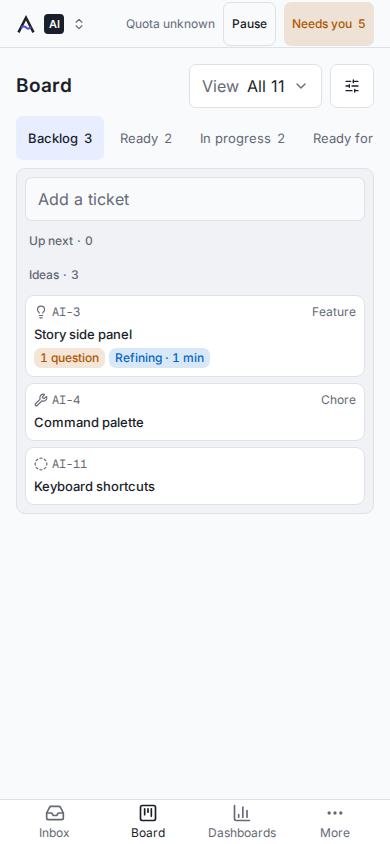 AI Quota unknown Pause Needs you 5
Board View All 11
Backlog 3 Ready 2 In progress 2 Ready for
Add a ticket
Up next · 0
Ideas · 3
AI-3 Feature
Story side panel
1 question Refining · 1 min
AI-4 Chore
Command palette
AI-11
Keyboard shortcuts
Inbox Board Dashboards More